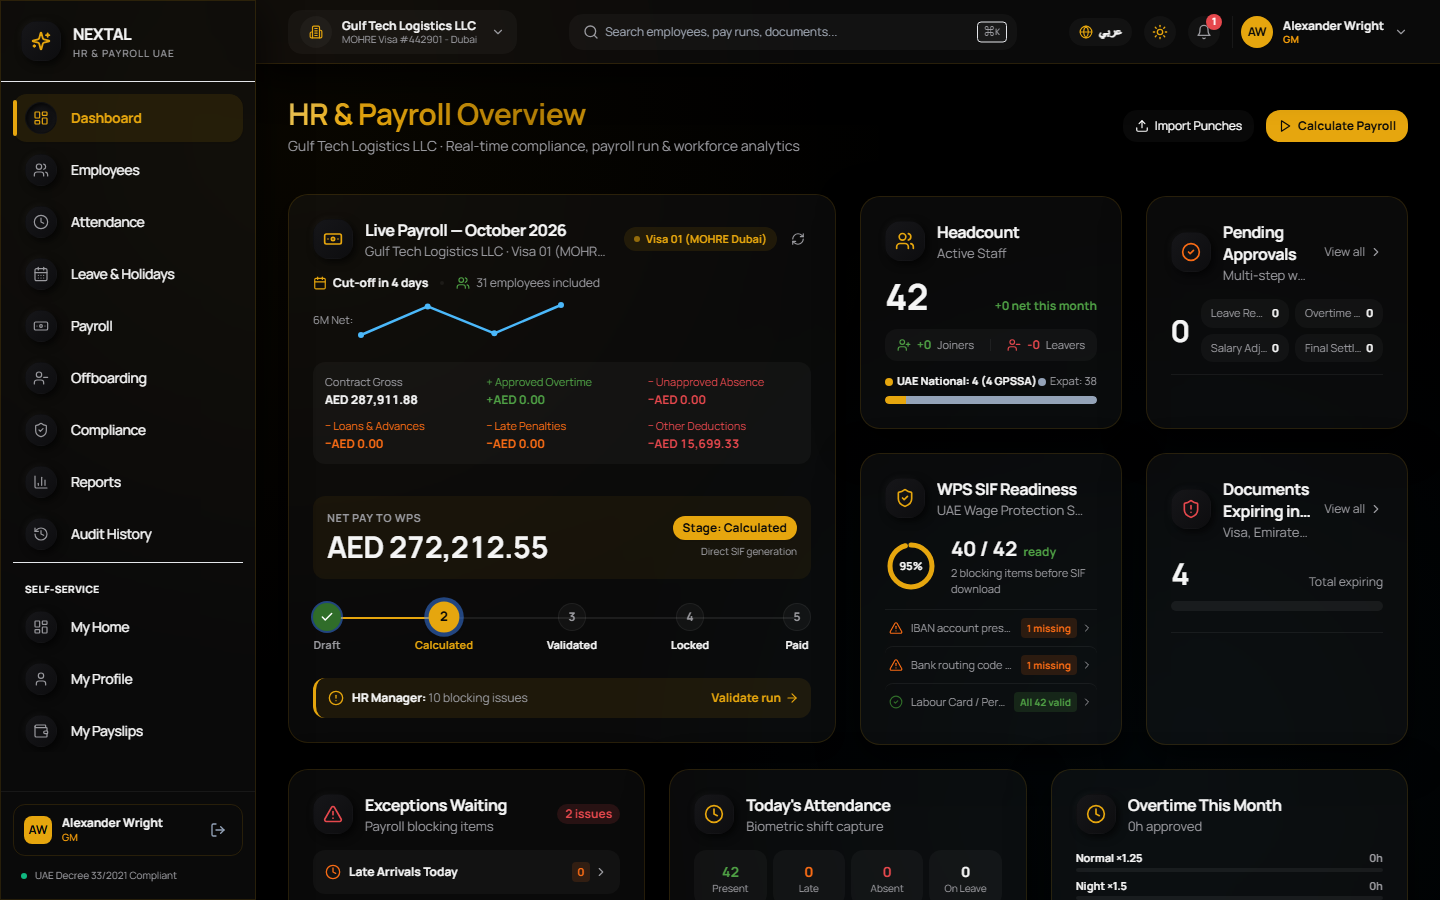 NEXTAL
HR & PAYROLL UAE
Dashboard
Employees
Attendance
Leave & Holidays
Payroll
Offboarding
Compliance
Reports
Audit History
SELF-SERVICE
My Home
My Profile
My Payslips
AW
Alexander Wright
GM
UAE Decree 33/2021 Compliant
Gulf Tech Logistics LLC
MOHRE Visa #442901 - Dubai
Search employees, pay runs, documents...
⌘K
عربي
1
AW
Alexander Wright
GM
HR & Payroll Overview
Gulf Tech Logistics LLC · Real-time compliance, payroll run & workforce analytics
Import Punches
Calculate Payroll
Live Payroll — October 2026
Gulf Tech Logistics LLC · Visa 01 (MOHR...
Visa 01 (MOHRE Dubai)
Cut-off in 4 days
31 employees included
6M Net:
Contract Gross
AED 287,911.88
+ Approved Overtime
+AED 0.00
− Unapproved Absence
−AED 0.00
− Loans & Advances
−AED 0.00
− Late Penalties
−AED 0.00
− Other Deductions
−AED 15,699.33
NET PAY TO WPS
AED 272,212.55
Stage: Calculated
Direct SIF generation
2
3
4
5
Draft
Calculated
Validated
Locked
Paid
HR Manager: 10 blocking issues
Validate run
Headcount
Active Staff
42
+0 net this month
+0 Joiners
-0 Leavers
UAE National: 4 (4 GPSSA)
Expat: 38
Pending
Approvals
Multi-step w...
View all
0
Leave Re... 0
Overtime ... 0
Salary Adj... 0
Final Settl... 0
WPS SIF Readiness
UAE Wage Protection S...
95%
40 / 42 ready
2 blocking items before SIF
download
IBAN account pres... 1 missing
Bank routing code ... 1 missing
Labour Card / Per... All 42 valid
Documents
Expiring in...
Visa, Emirate...
View all
4
Total expiring
Exceptions Waiting
Payroll blocking items
2 issues
Late Arrivals Today
0
Today's Attendance
Biometric shift capture
42
Present
0
Late
0
Absent
0
On Leave
Overtime This Month
0h approved
Normal ×1.25
0h
Night ×1.5
0h